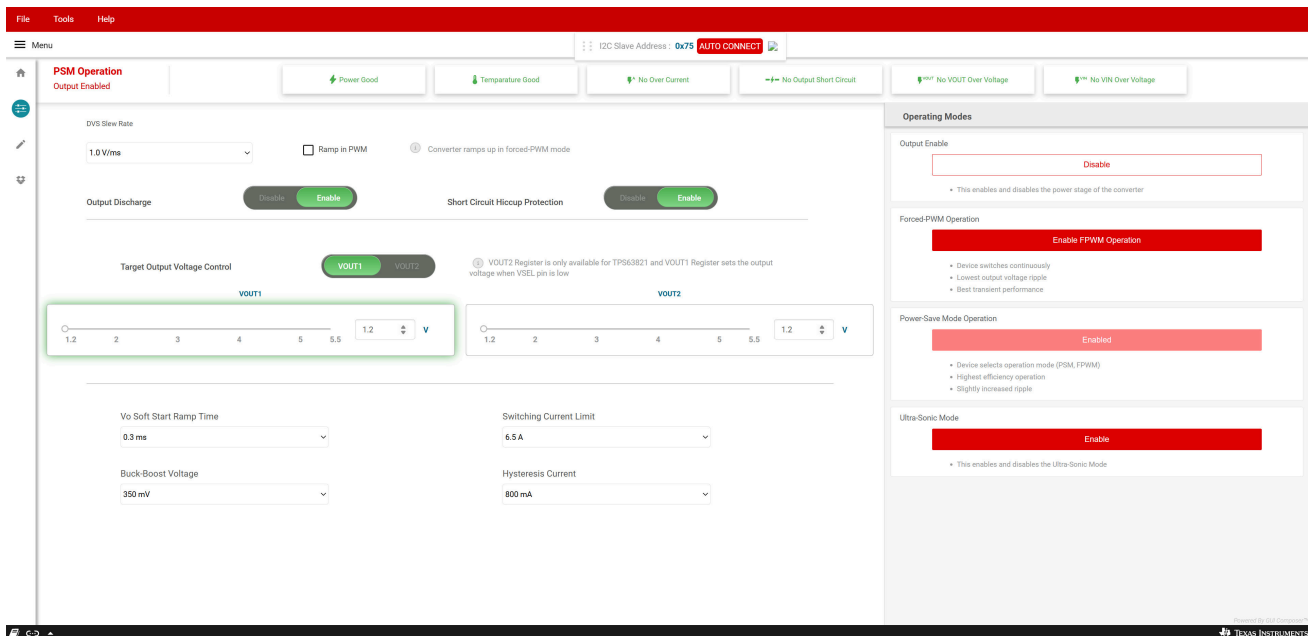 File Tools Help
Menu
I2C Slave Address : 0x75 AUTO CONNECT
PSM Operation
Output Enabled
Power Good
Temparature Good
No Over Current
No Output Short Circuit
VOUT No VOUT Over Voltage
VIN No VIN Over Voltage
DVS Slew Rate
1.0 V/ms
Ramp in PWM
Converter ramps up in forced-PWM mode
Output Discharge
Disable Enable
Short Circuit Hiccup Protection
Disable Enable
Target Output Voltage Control
VOUT1 VOUT2
VOUT2 Register is only available for TPS63821 and VOUT1 Register sets the output
voltage when VSEL pin is low
VOUT1
1.2 V
1.2 2 3 4 5 5.5
VOUT2
1.2 V
1.2 2 3 4 5 5.5
Vo Soft Start Ramp Time
0.3 ms
Switching Current Limit
6.5 A
Buck-Boost Voltage
350 mV
Hysteresis Current
800 mA
Operating Modes
Output Enable
Disable
• This enables and disables the power stage of the converter
Forced-PWM Operation
Enable FPWM Operation
• Device switches continuously
• Lowest output voltage ripple
• Best transient performance
Power-Save Mode Operation
Enabled
• Device selects operation mode (PSM, FPWM)
• Highest efficiency operation
• Slightly increased ripple
Ultra-Sonic Mode
Enable
• This enables and disables the Ultra-Sonic Mode
Powered By GUI Composer™
TEXAS INSTRUMENTS